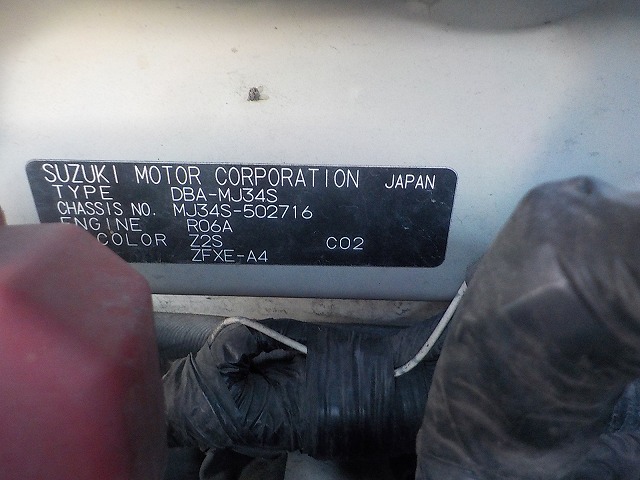 SUZUKI MOTOR CORPORATION JAPAN
TYPE DBA-MJ34S
CHASSIS NO. MJ34S-502716
ENGINE R06A
COLOR Z2S C02
ZFXE-A4